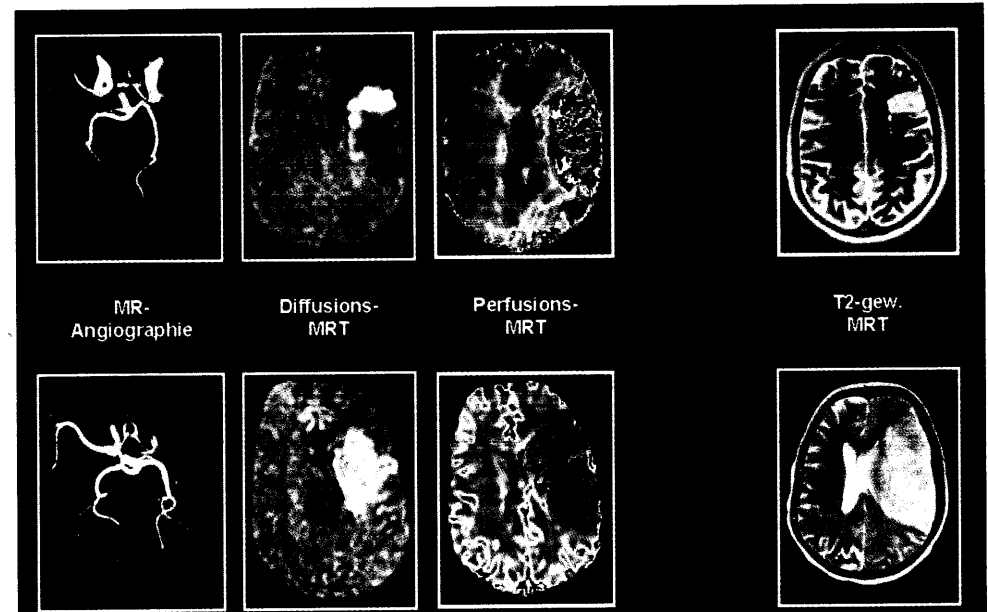 MR-
Angiographie
Diffusions-
MRT
Perfusions-
MRT
T2-gew.
MRT